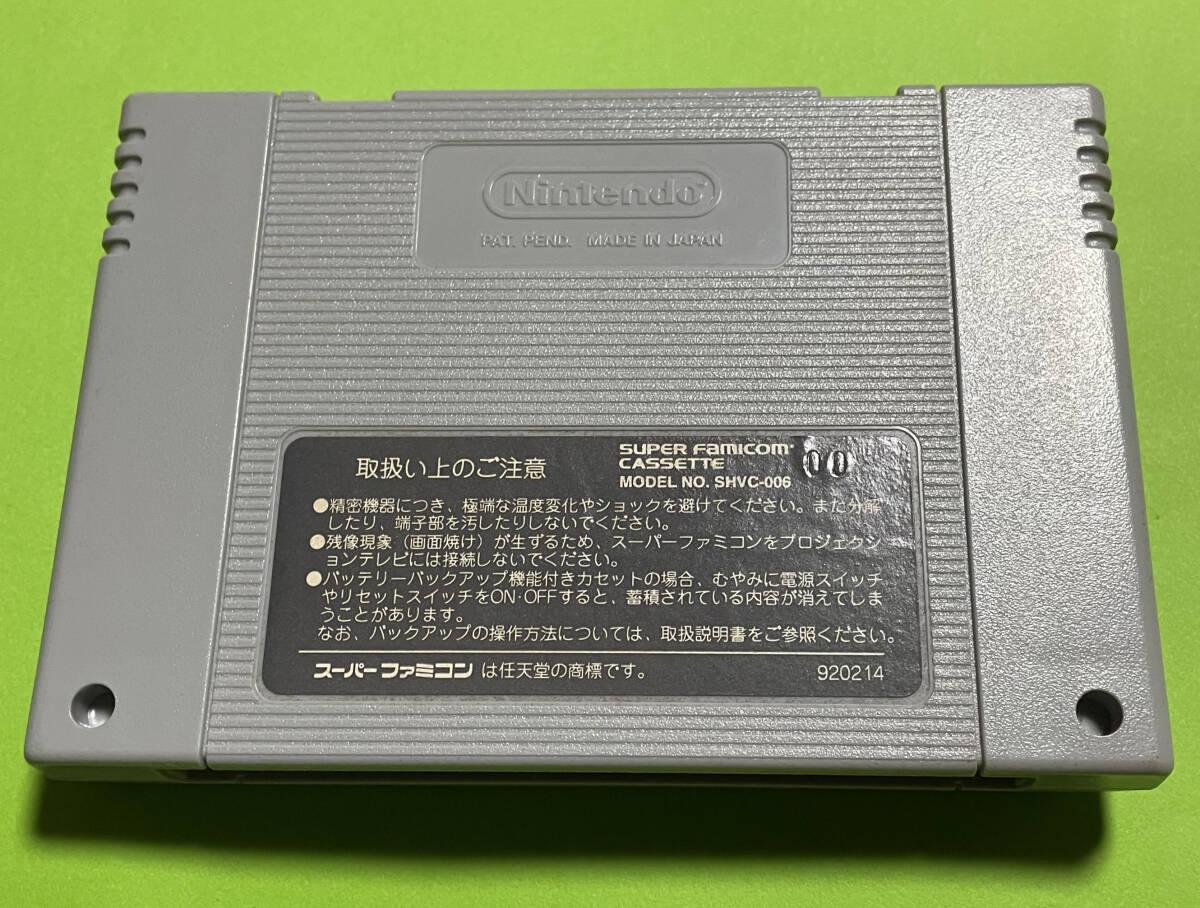 Nintendo
PAT. PEND. MADE IN JAPAN
取扱い上のご注意
SUPER FAMICOM
CASSETTE
MODEL NO. SHVC-006
00
●精密機器につき、極端な温度変化やショックを避けてください。また分解
したり、端子部を汚したりしないでください。
●残像現象（画面焼け）が生ずるため、スーパーファミコンをプロジェクシ
ョンテレビには接続しないでください。
●バッテリーバックアップ機能付きカセットの場合、むやみに電源スイッチ
やリセットスイッチをON·OFFすると、蓄積されている内容が消えてしま
うことがあります。
なお、バックアップの操作方法については、取扱説明書をご参照ください。
スーパーファミコン は任天堂の商標です。
920214